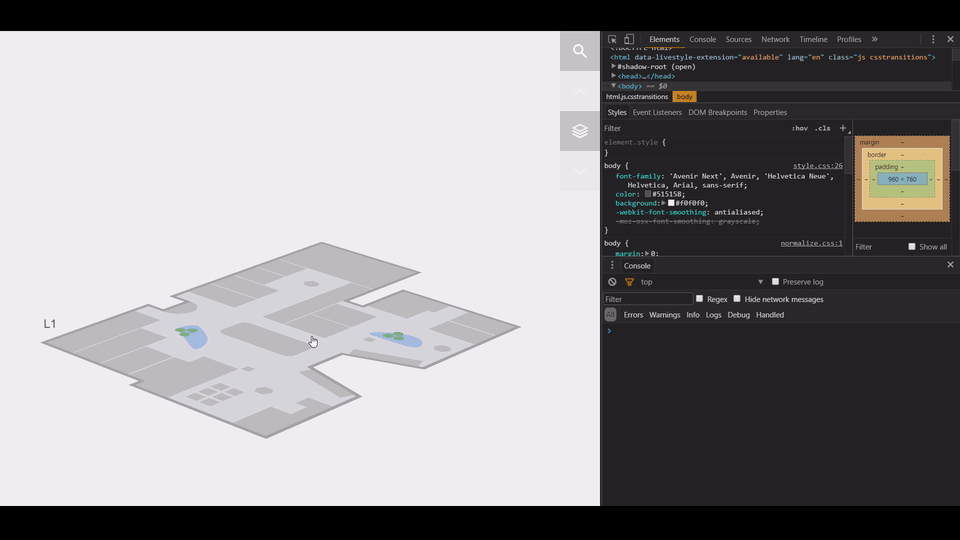 L1
Elements Console Sources Network Timeline Profiles »
<html data-livestyle-extension="available" lang="en" class="js csstransitions">
#shadow-root (open)
<head>…</head>
<body> == $0
html.js.csstransitions body
Styles Event Listeners DOM Breakpoints Properties
Filter :hov .cls +
element.style {
}
body { style.css:26
font-family: 'Avenir Next', Avenir, 'Helvetica Neue',
Helvetica, Arial, sans-serif;
color: #515158;
background: #f0f0f0;
-webkit-font-smoothing: antialiased;
-moz-osx-font-smoothing: grayscale;
}
body { normalize.css:1
margin: 0;
margin –
border –
padding –
– – – 960 × 760 – – –
–
–
–
Filter Show all
Console
top Preserve log
Filter Regex Hide network messages
All Errors Warnings Info Logs Debug Handled
>